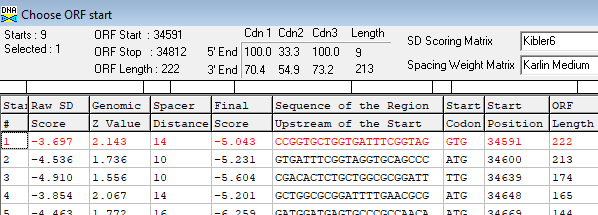 DNA Choose ORF start
Starts : 9 ORF Start : 34591 Cdn 1 Cdn2 Cdn3 Length
Selected : 1 ORF Stop : 34812 5' End 100.0 33.3 100.0 9 SD Scoring Matrix Kibler6
ORF Length : 222 3' End 70.4 54.9 73.2 213 Spacing Weight Matrix Karlin Medium
Star Raw SD Genomic Spacer Final Sequence of the Region Start Start ORF
# Score Z Value Distance Score Upstream of the Start Codon Position Length
1 -3.697 2.143 14 -5.043 CCGGTGCTGGTGATTTCGGTAG GTG 34591 222
2 -4.536 1.736 10 -5.231 GTGATTTCGGTAGGTGCAGCCC ATG 34600 213
3 -4.910 1.556 10 -5.604 CGACACTCTGCTGGCGCGGATT TTG 34639 174
4 -3.854 2.067 14 -5.201 GCTGGCGCGGATTTTGAACGCG ATG 34648 165
5 -4.463 1.772 16 -6.259 GATGGATGAGTGCCCGCCAACA ATG 34669 144